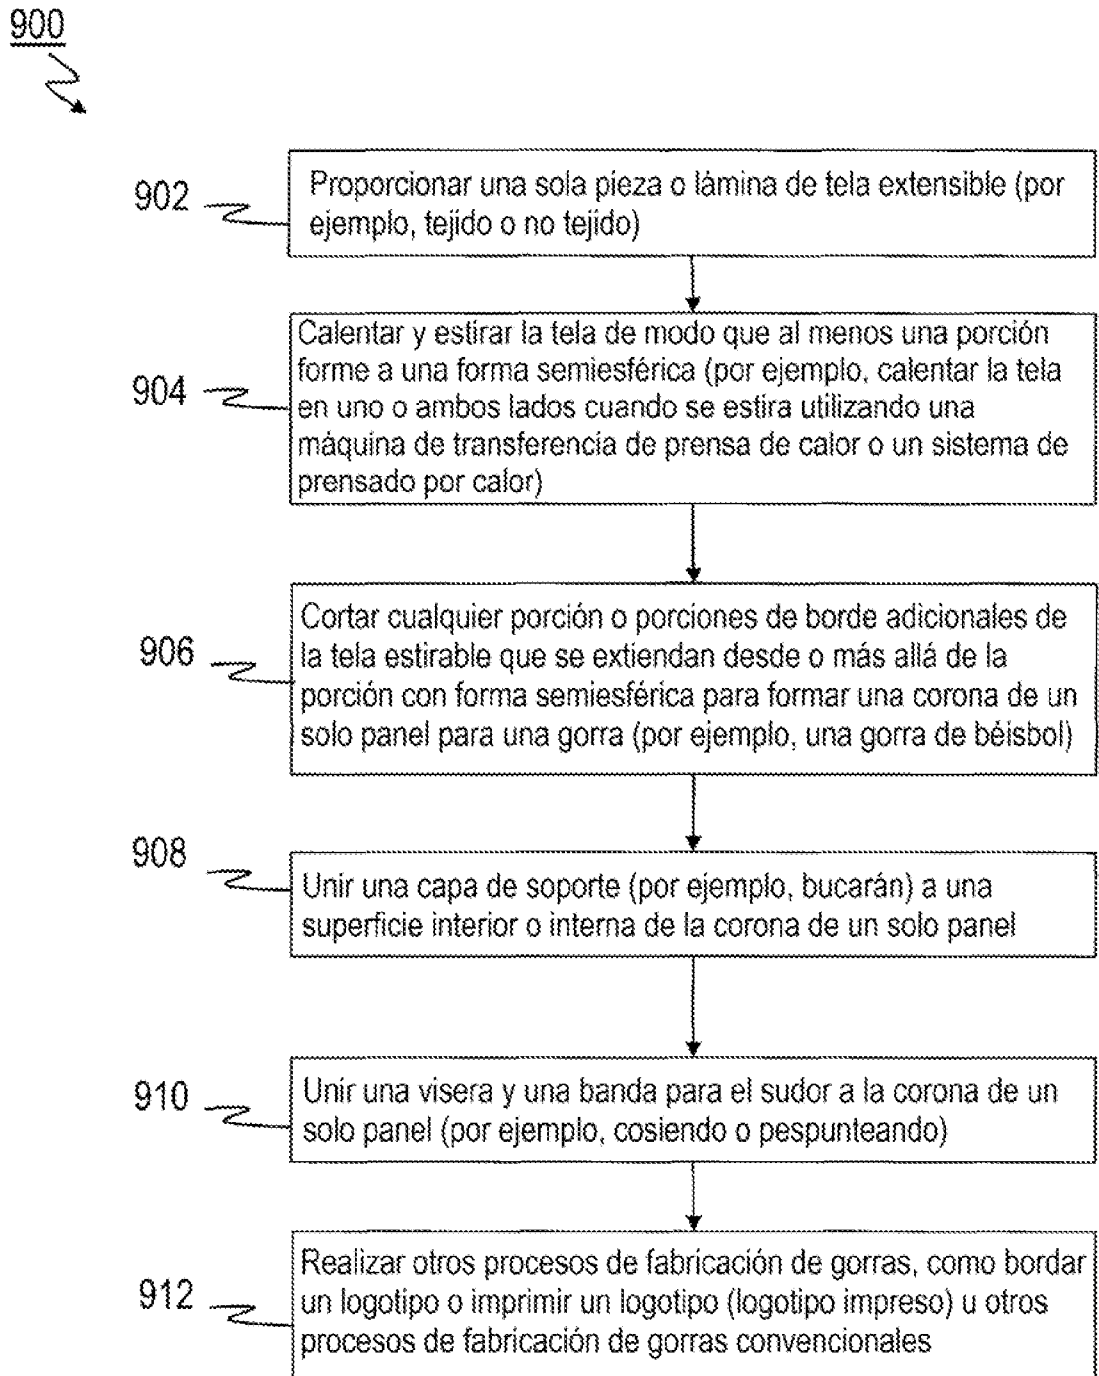 900
902
Proporcionar una sola pieza o lámina de tela extensible (por
ejemplo, tejido o no tejido)
904
Calentar y estirar la tela de modo que al menos una porción
forme a una forma semiesférica (por ejemplo, calentar la tela
en uno o ambos lados cuando se estira utilizando una
máquina de transferencia de prensa de calor o un sistema de
prensado por calor)
906
Cortar cualquier porción o porciones de borde adicionales de
la tela estirable que se extiendan desde o más allá de la
porción con forma semiesférica para formar una corona de un
solo panel para una gorra (por ejemplo, una gorra de béisbol)
908
Unir una capa de soporte (por ejemplo, bucarán) a una
superficie interior o interna de la corona de un solo panel
910
Unir una visera y una banda para el sudor a la corona de un
solo panel (por ejemplo, cosiendo o pespunteando)
912
Realizar otros procesos de fabricación de gorras, como bordar
un logotipo o imprimir un logotipo (logotipo impreso) u otros
procesos de fabricación de gorras convencionales